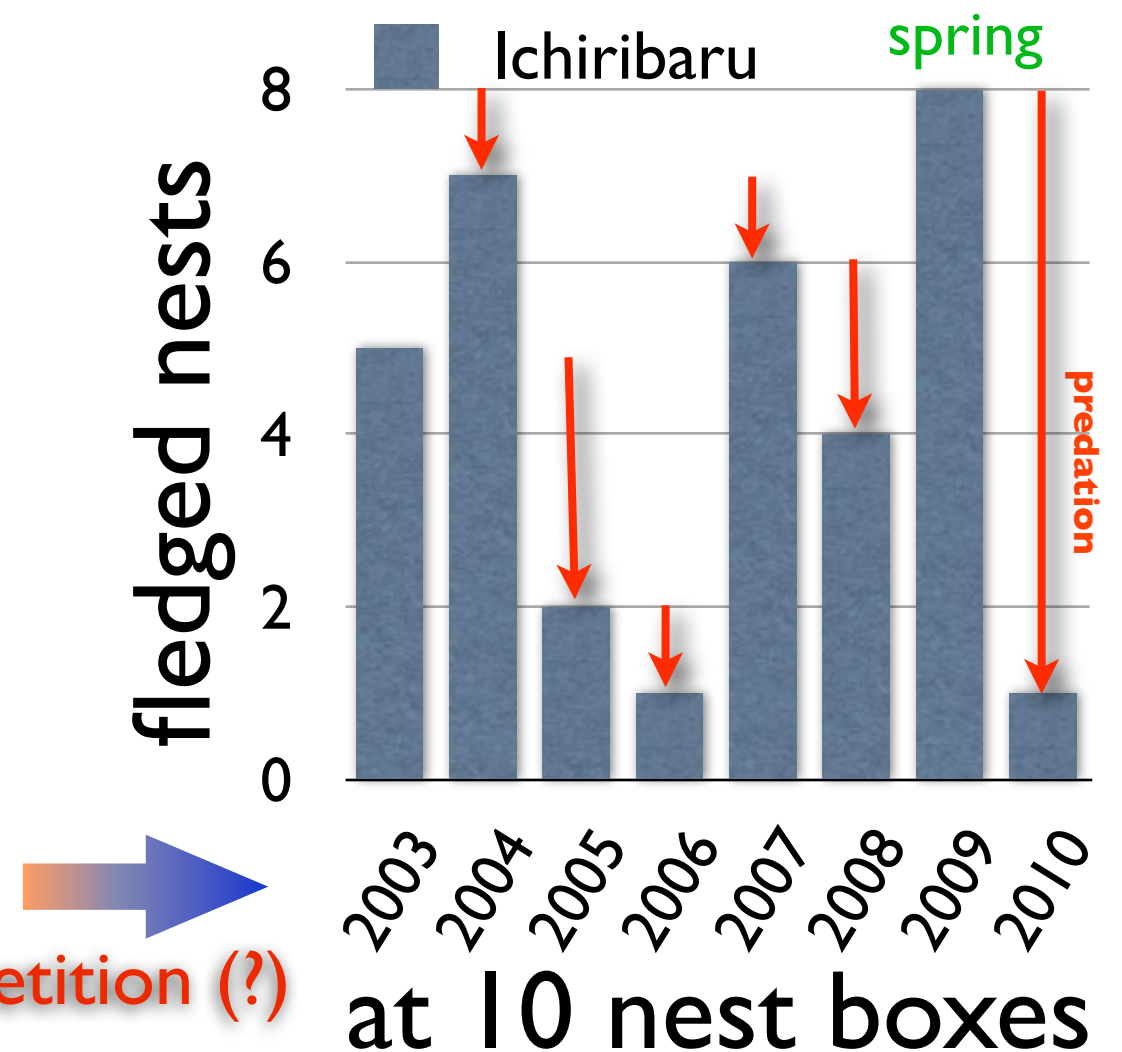 Ichiribaru
spring
fledged nests
8
6
4
2
0
predation
2003
2004
2005
2006
2007
2008
2009
2010
etition (?)
at 10 nest boxes